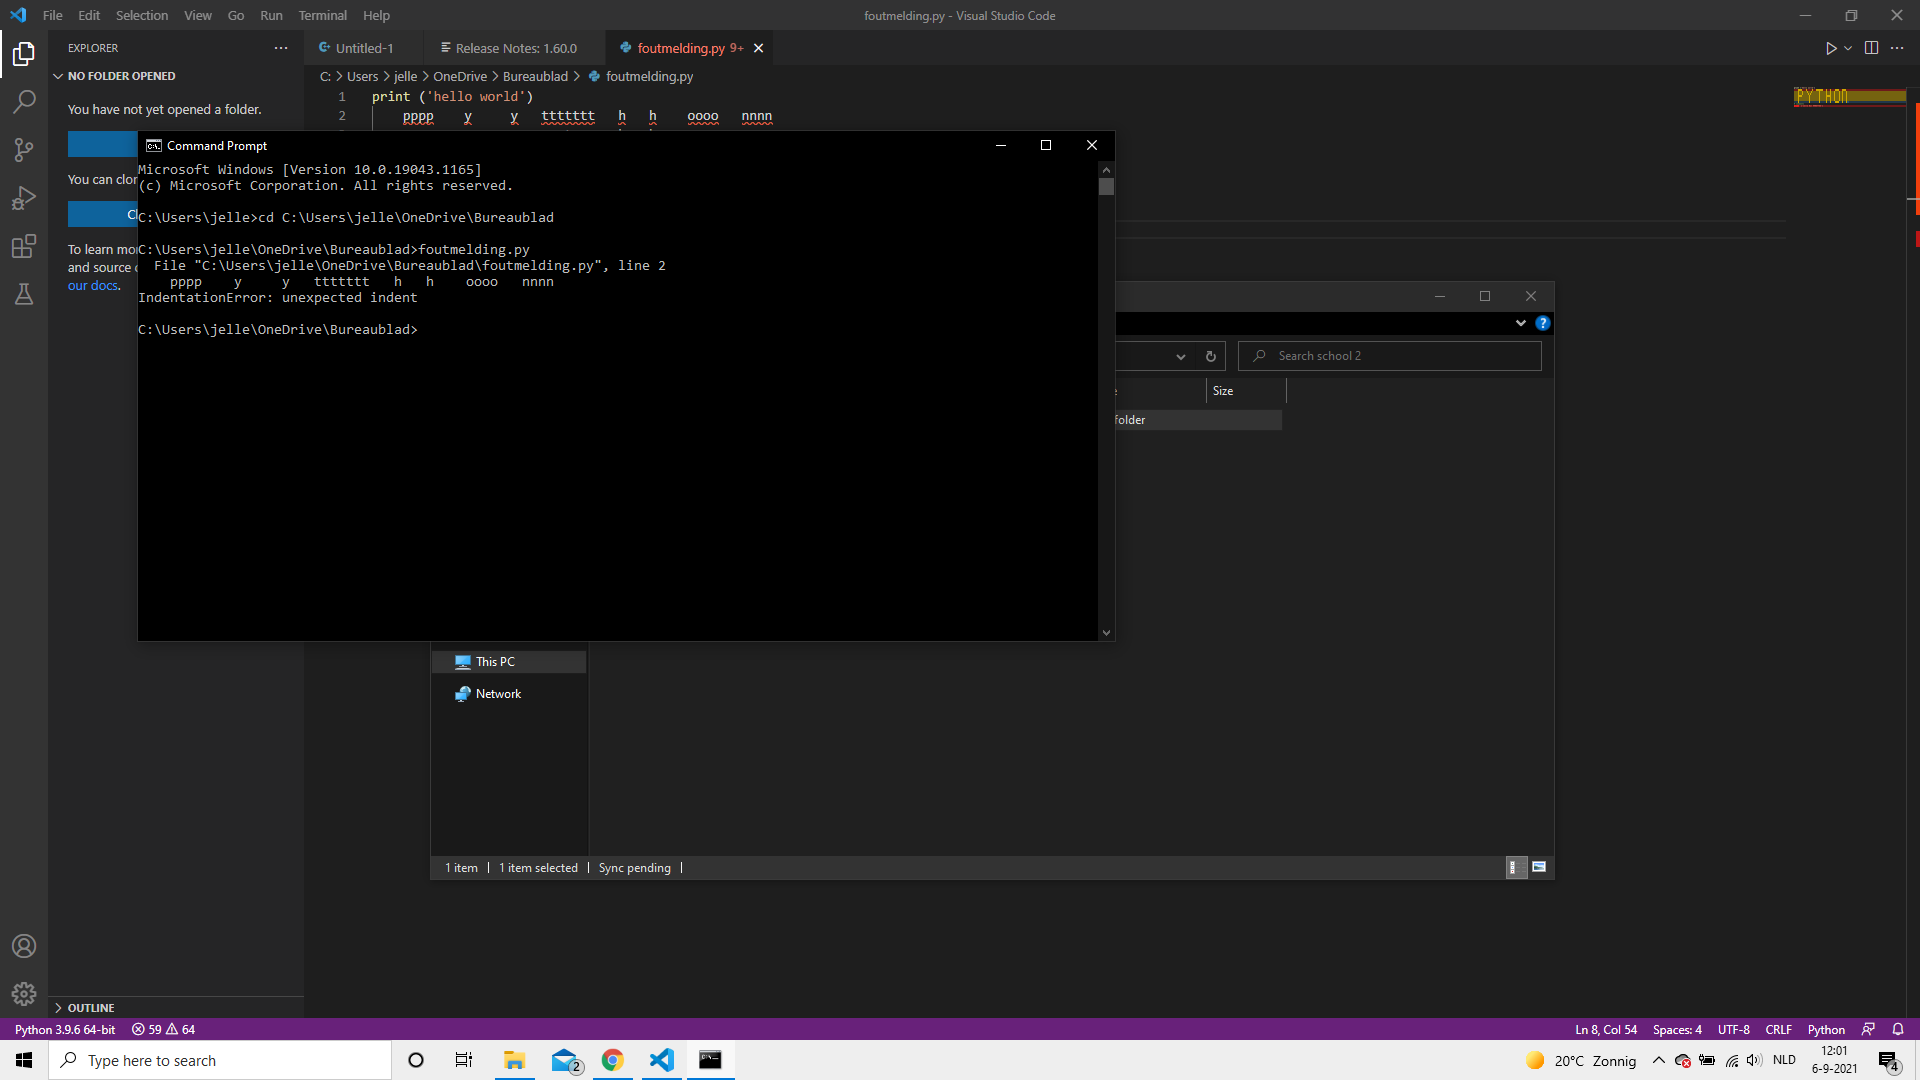 File Edit Selection View Go Run Terminal Help
foutmelding.py - Visual Studio Code
EXPLORER
Untitled-1
Release Notes: 1.60.0
foutmelding.py 9+
NO FOLDER OPENED
C: > Users > jelle > OneDrive > Bureaublad > foutmelding.py
You have not yet opened a folder.
1 print ('hello world')
2 pppp y y ttttttt h h oooo nnnn
PYTHON
Command Prompt
Microsoft Windows [Version 10.0.19043.1165]
(c) Microsoft Corporation. All rights reserved.
C:\Users\jelle>cd C:\Users\jelle\OneDrive\Bureaublad
C:\Users\jelle\OneDrive\Bureaublad>foutmelding.py
File "C:\Users\jelle\OneDrive\Bureaublad\foutmelding.py", line 2
pppp y y ttttttt h h oooo nnnn
IndentationError: unexpected indent
C:\Users\jelle\OneDrive\Bureaublad>
You can clo
Cl
To learn mo
and source
our docs.
Search school 2
Size
folder
This PC
Network
1 item
1 item selected
Sync pending
OUTLINE
Python 3.9.6 64-bit 59 64
Ln 8, Col 54 Spaces: 4 UTF-8 CRLF Python
Type here to search
2
20°C Zonnig
NLD
12:01
6-9-2021
4